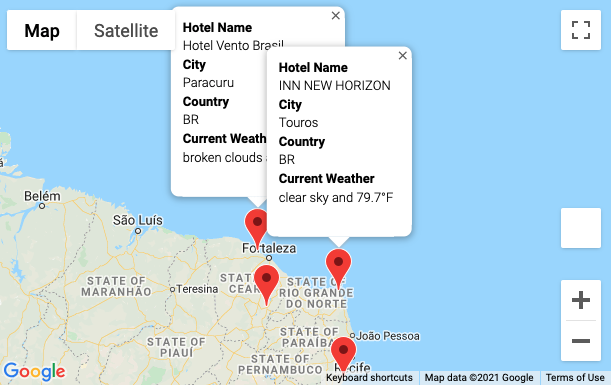 Map
Satellite
Hotel Name
Hotel Vento Brasil
City
Paracuru
Country
BR
Current Weath
broken clouds
Hotel Name
INN NEW HORIZON
City
Touros
Country
BR
Current Weather
clear sky and 79.7°F
Belém
São Luís
Fortaleza
STATE OF
MARANHÃO
Teresina
STATE OF
CEAR
STATE OF
RIO GRANDE
DO NORTE
STATE OF
PARAÍBA
João Pessoa
STATE OF
PIAUÍ
STATE OF
PERNAMBUCO
Recife
Google
Keyboard shortcuts
Map data ©2021 Google
Terms of Use